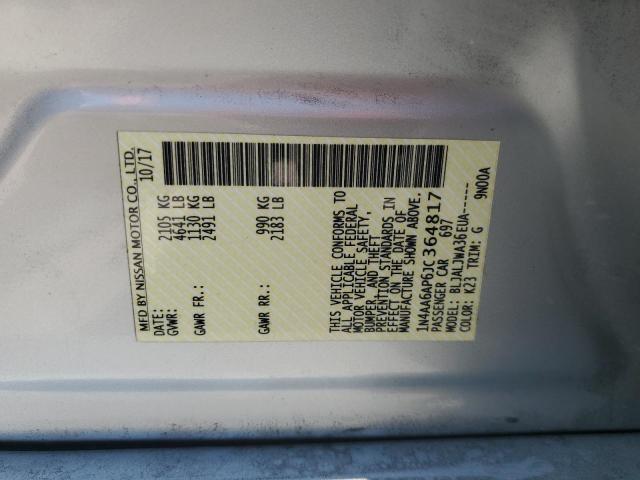 MFD BY NISSAN MOTOR CO., LTD.
DATE: 10/17
GVWR: 2105 KG
4641 LB
GAWR FR.: 1130 KG
2491 LB
GAWR RR.: 990 KG
2183 LB
THIS VEHICLE CONFORMS TO
ALL APPLICABLE FEDERAL
MOTOR VEHICLE SAFETY,
BUMPER, AND THEFT
PREVENTION STANDARDS IN
EFFECT ON THE DATE OF
MANUFACTURE SHOWN ABOVE.
1N4AA6AP6JC364817
PASSENGER CAR 697
MODEL: BLJALJWA36EUA-----
COLOR: K23 TRIM: G 9N00A